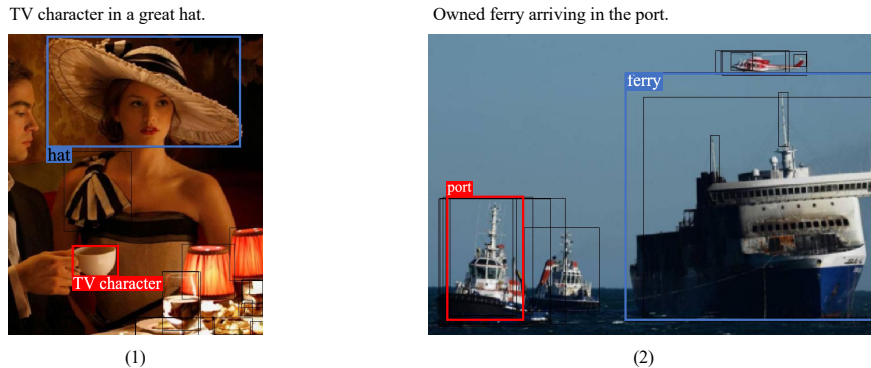 TV character in a great hat.
Owned ferry arriving in the port.
hat
TV character
ferry
port
(1)
(2)